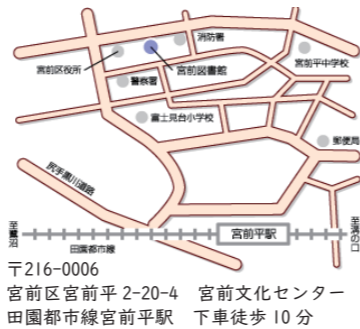 消防署
宮前平中学校
宮前区役所
宮前図書館
警察署
富士見台小学校
郵便局
尻手黒川道路
至鷺沼
宮前平駅
至溝の口
田園都市線
〒216-0006
宮前区宮前平 2-20-4　宮前文化センター
田園都市線宮前平駅　下車徒歩 10 分